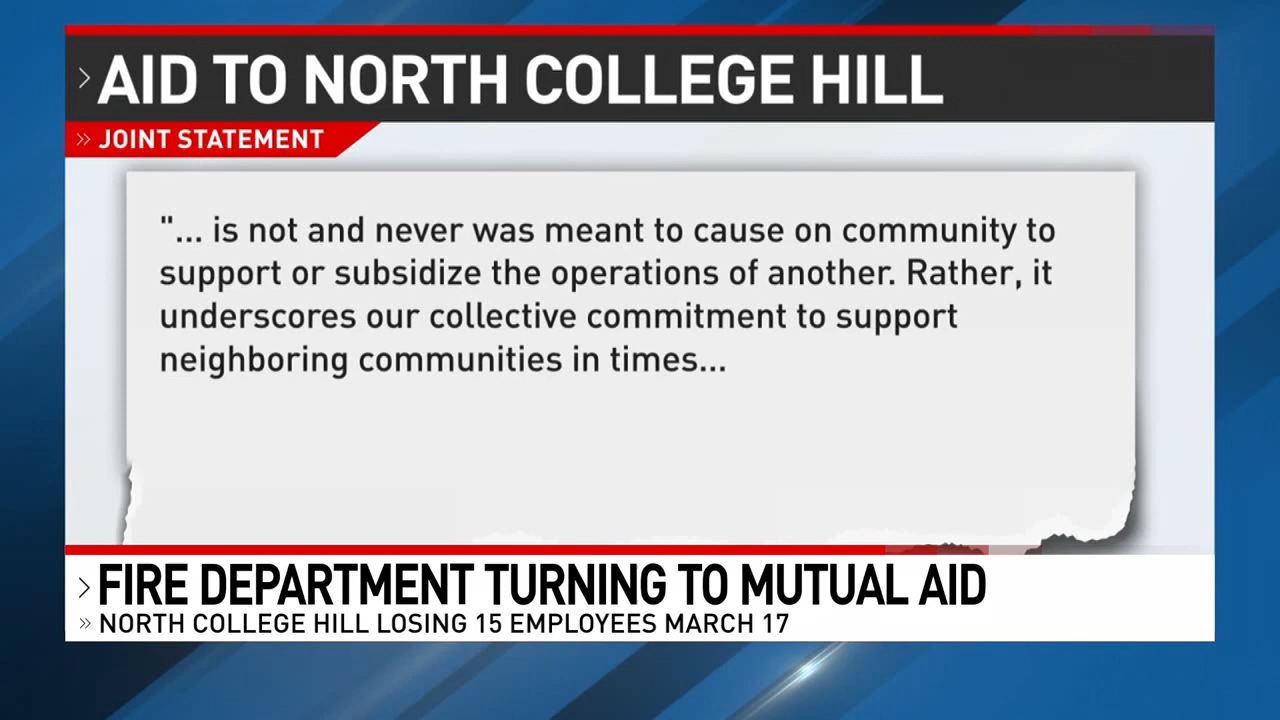 AID TO NORTH COLLEGE HILL
JOINT STATEMENT
"... is not and never was meant to cause on community to
support or subsidize the operations of another. Rather, it
underscores our collective commitment to support
neighboring communities in times...
FIRE DEPARTMENT TURNING TO MUTUAL AID
NORTH COLLEGE HILL LOSING 15 EMPLOYEES MARCH 17